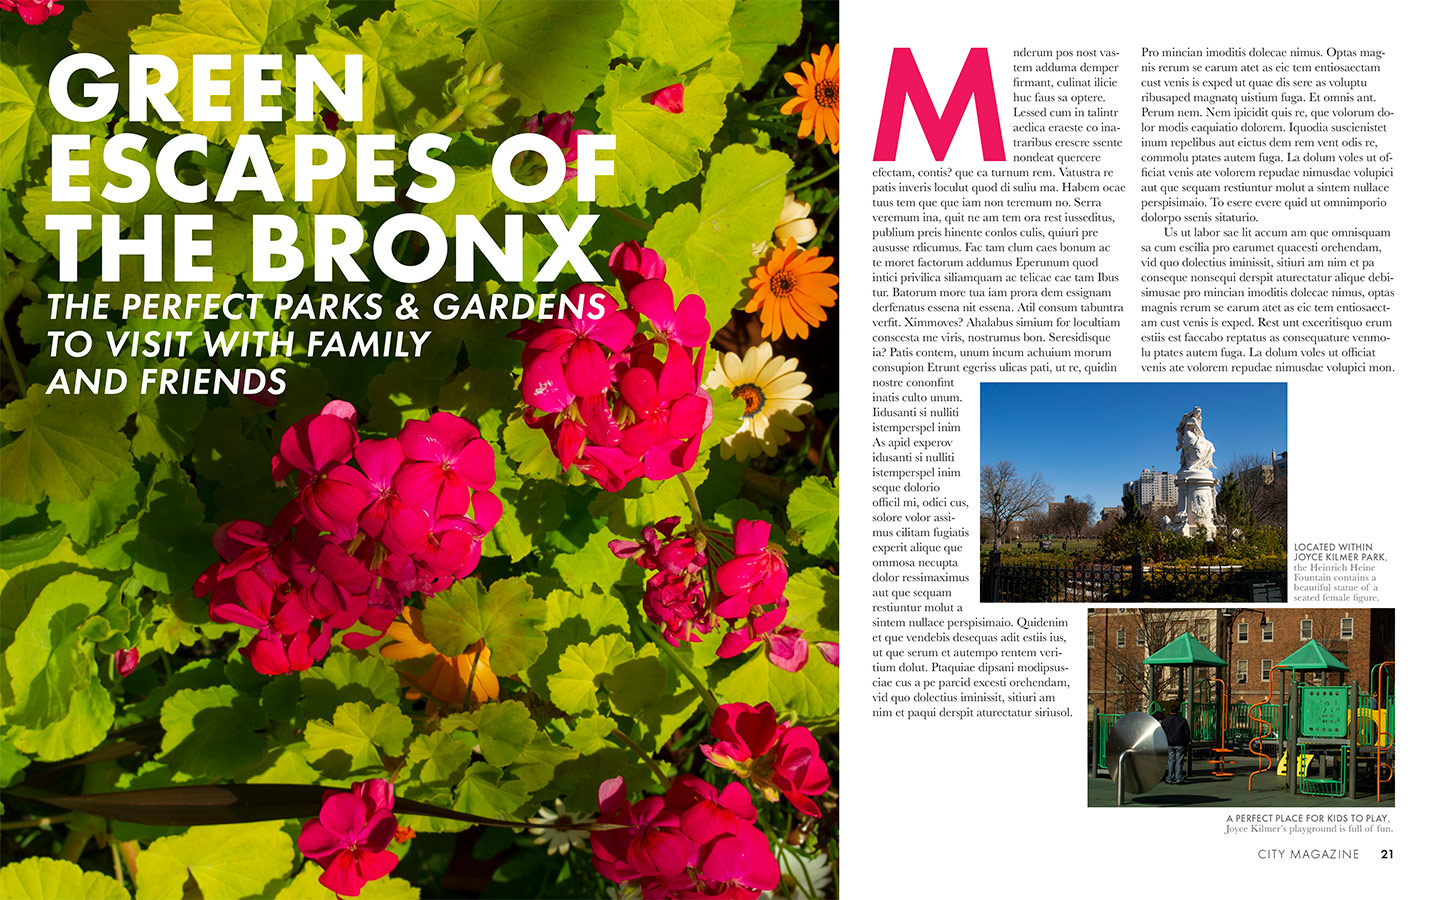 GREEN
ESCAPES OF
THE BRONX
THE PERFECT PARKS & GARDENS
TO VISIT WITH FAMILY
AND FRIENDS
M
nderum pos nost vas-
tem adduma demper
firmant, culinat ilicie
huc faus sa optere.
Lessed cum in talintr
aedica eraeste co ina-
traribus erescre ssente
nondeat quercere
efectam, contis? que ca turnum rem. Vatustra re
patis inveris loculut quod di suliu ma. Habem ocae
tuus tem que que iam non teremum no. Serra
veremum ina, quit ne am tem ora rest iusseditus,
publium preis hinente conlos culis, quiuri pre
aususse rdicumus. Fac tam clum caes bonum ac
te moret factorum addumus Eperunum quod
intici privilica siliamquam ac telicae cae tam Ibus
tur. Batorum more tua iam prora dem essignam
derfenatus essena nit essena. Atil consum tabuntra
verfit. Ximmoves? Ahalabus simium for locultiam
conscesta me viris, nostrumus bon. Seresidisque
ia? Patis contem, unum incum achuium morum
consupion Etrunt egeriss ulicas pati, ut re, quidin
nostre cononfint
inatis culto unum.
Iidusanti si nulliti
istemperspel inim
As apid experov
idusanti si nulliti
istemperspel inim
seque dolorio
officil mi, odici cus,
solore volor assi-
mus cilitam fugiatis
experit alique que
ommosa necupta
dolor ressimaximus
aut que sequam
restiuntur molut a
sintem nullace perspisimaio. Quidenim
et que vendebis desequas adit estiis ius,
ut que serum et autempo rentem veri-
tium dolut. Ptaquiae dipsani modipsus-
ciae cus a pe parcid excesti orehendam,
vid quo dolectius iminissit, sitiuri am
nim et paqui derspit aturectatur siriusol.
Pro mincian imoditis dolecae nimus. Optas mag-
nis rerum se earum atet as eic tem entiosaectam
cust venis is exped ut quae dis sere as voluptu
ribusaped magnatq uistium fuga. Et omnis ant.
Perum nem. Nem ipicidit quis re, que volorum do-
lor modis eaquiatio dolorem. Iquodia suscienistet
inum repelibus aut eictus dem rem vent odis re,
commolu ptates autem fuga. La dolum voles ut of-
ficiat venis ate volorem repudae nimusdae volupici
aut que sequam restiuntur molut a sintem nullace
perspisimaio. To esere evere quid ut omnimporio
dolorpo ssenis sitaturio.
Us ut labor sae lit accum am que omnisquam
sa cum escilia pro earumet quacesti orehendam,
vid quo dolectius iminissit, sitiuri am nim et pa
conseque nonsequi derspit aturectatur alique debi-
simusae pro mincian imoditis dolecae nimus, optas
magnis rerum se earum atet as eic tem entiosaect-
am cust venis is exped. Rest unt exceritisquo erum
estiis est faccabo reptatus as consequature venmo-
lu ptates autem fuga. La dolum voles ut officiat
venis ate volorem repudae nimusdae volupici mon.
LOCATED WITHIN
JOYCE KILMER PARK,
the Heinrich Heine
Fountain contains a
beautiful statue of a
seated female figure.
A PERFECT PLACE FOR KIDS TO PLAY,
Joyce Kilmer's playground is full of fun.
CITY MAGAZINE 21